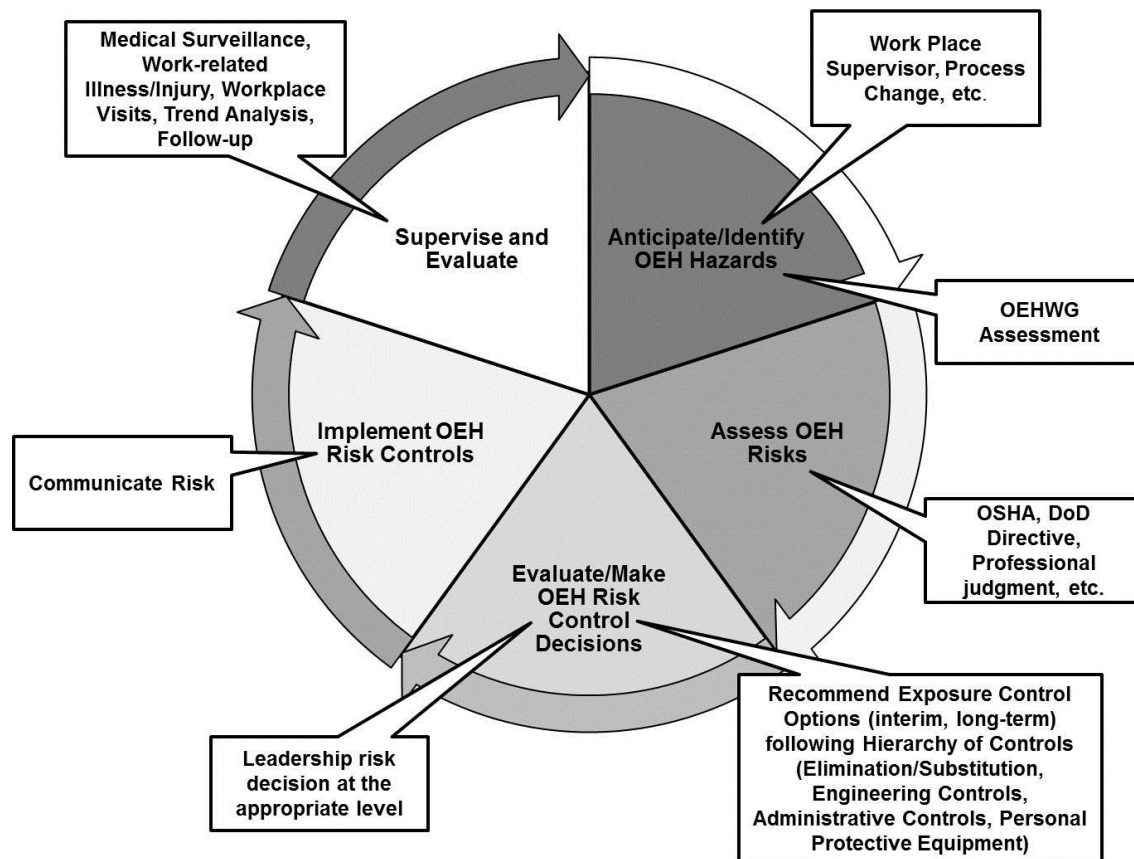 Medical Surveillance,
Work-related
Illness/Injury, Workplace
Visits, Trend Analysis,
Follow-up
Work Place
Supervisor, Process
Change, etc.
Supervise and
Evaluate
Anticipate/Identify
OEH Hazards
OEHWG
Assessment
Implement OEH
Risk Controls
Assess OEH
Risks
Communicate Risk
OSHA, DoD
Directive,
Professional
judgment, etc.
Evaluate/Make
OEH Risk
Control
Decisions
Leadership risk
decision at the
appropriate level
Recommend Exposure Control
Options (interim, long-term)
following Hierarchy of Controls
(Elimination/Substitution,
Engineering Controls,
Administrative Controls, Personal
Protective Equipment)